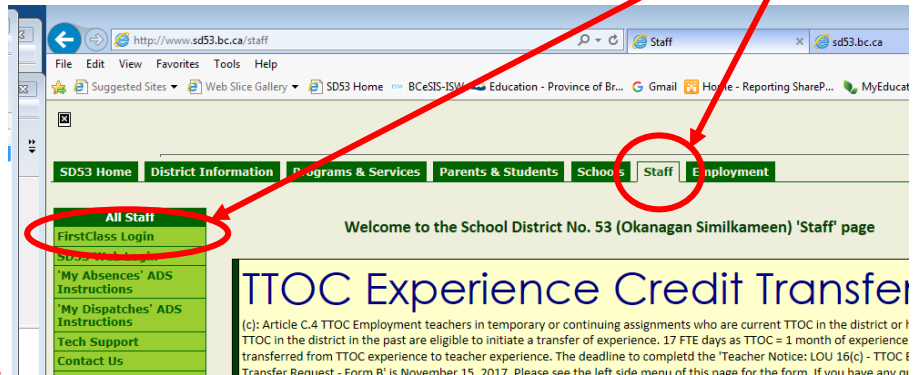 http://www.sd53.bc.ca/staff
Staff
sd53.bc.ca
File Edit View Favorites Tools Help
Suggested Sites Web Slice Gallery SD53 Home BCeSIS-ISW Education - Province of Br... G Gmail Home - Reporting ShareP... MyEducat
SD53 Home District Information Programs & Services Parents & Students Schools Staff Employment
All Staff
FirstClass Login
SD53 Web Login
'My Absences' ADS
Instructions
'My Dispatches' ADS
Instructions
Tech Support
Contact Us
Welcome to the School District No. 53 (Okanagan Similkameen) 'Staff' page
TTOC Experience Credit Transfer
(c): Article C.4 TTOC Employment teachers in temporary or continuing assignments who are current TTOC in the district or
TTOC in the district in the past are eligible to initiate a transfer of experience. 17 FTE days as TTOC = 1 month of experience
transferred from TTOC experience to teacher experience. The deadline to completd the 'Teacher Notice: LOU 16(c) - TTOC E
Transfer Request - Form B' is November 15, 2017. Please see the left side menu of this page for the form. If you have any qu